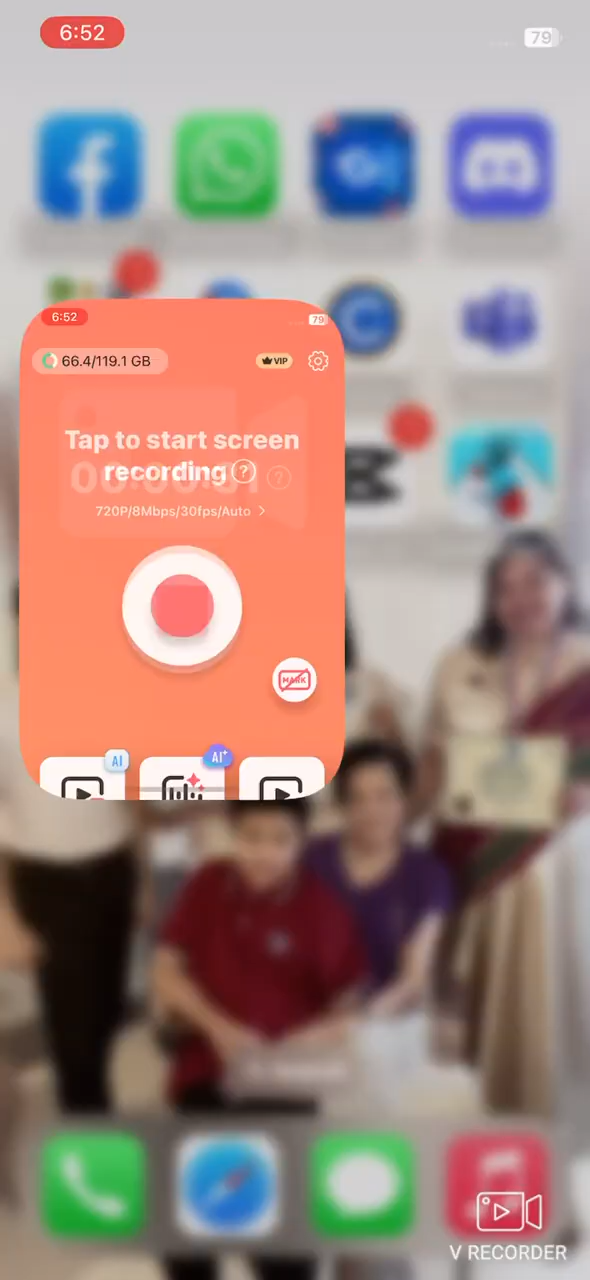 6:52
79
6:52
79
66.4/119.1 GB
VIP
Tap to start screen
recording ?
720P/8Mbps/30fps/Auto >
MARK
AI
AI+
V RECORDER